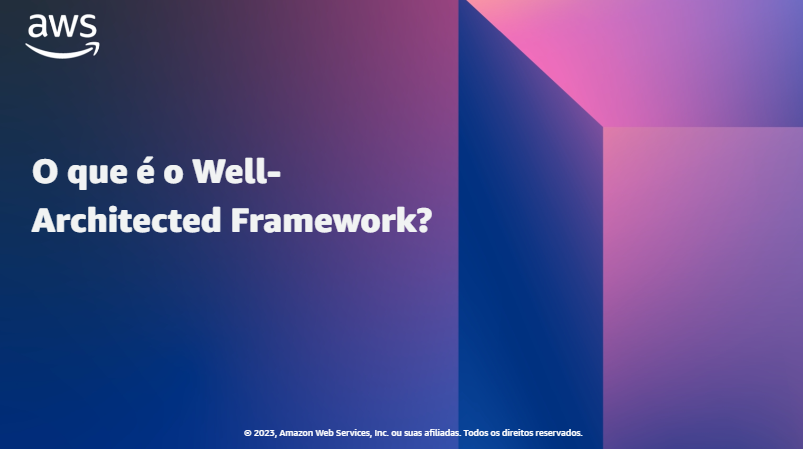 aws
O que é o Well-
Architected Framework?
© 2023, Amazon Web Services, Inc. ou suas afiliadas. Todos os direitos reservados.